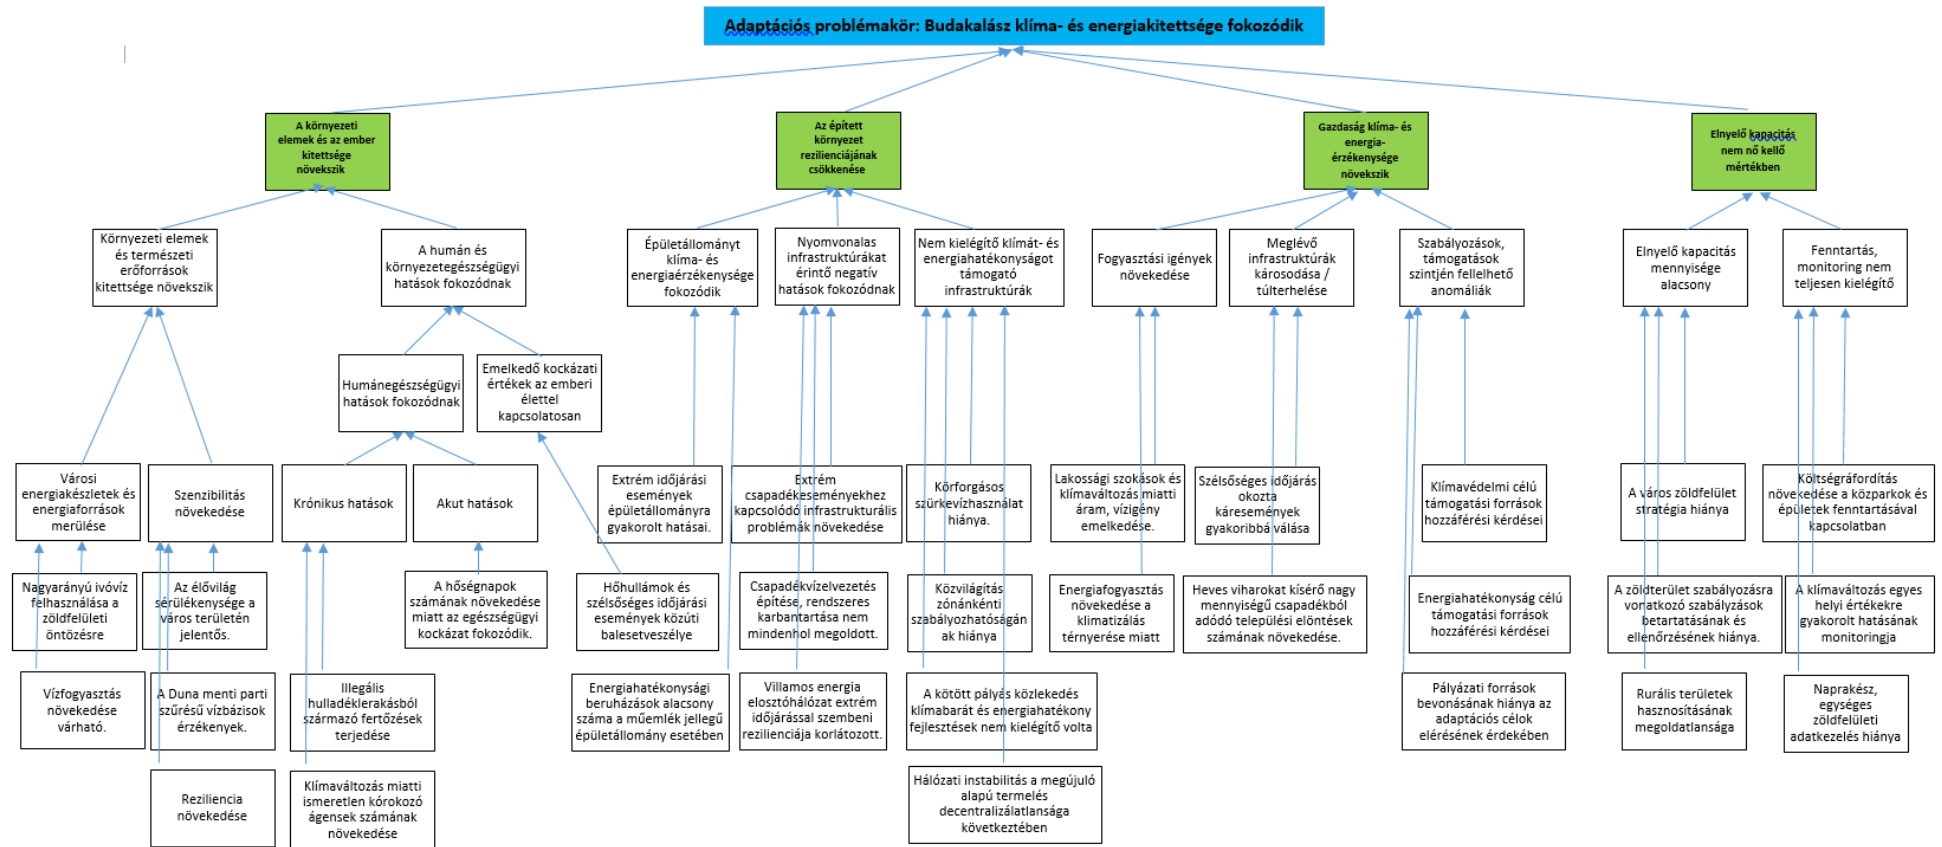 Adaptációs problémakör: Budakalász klíma- és energiakitettsége fokozódik
A környezeti
elemek és az ember
kitettsége
növekszik
Az épített
környezet
rezilienciájának
csökkenése
Gazdaság klíma- és
energia-
érzékenysége
növekszik
Elnyelő kapacitás
nem nő kellő
mértékben
Környezeti elemek
és természeti
erőforrások
kitettsége növekszik
A humán és
környezetegészségügyi
hatások fokozódnak
Épületállományt
klíma- és
energiaérzékenysége
fokozódik
Nyomvonalas
infrastruktúrákat
érintő negatív
hatások fokozódnak
Nem kielégítő klímát- és
energiahatékonyságot
támogató
infrastruktúrák
Fogyasztási igények
növekedése
Meglévő
infrastruktúrák
károsodása /
túlterhelése
Szabályozások,
támogatások
szintjén fellelhető
anomáliák
Elnyelő kapacitás
mennyisége
alacsony
Fenntartás,
monitoring nem
teljesen kielégítő
Humánegészségügyi
hatások fokozódnak
Emelkedő kockázati
értékek az emberi
élettel
kapcsolatosan
Városi
energiakészletek és
energiaforrások
merülése
Szenzibilitás
növekedése
Krónikus hatások
Akut hatások
Extrém időjárási
események
épületállományra
gyakorolt hatásai.
Extrém
csapadékeseményekhez
kapcsolódó infrastrukturális
problémák növekedése
Körforgásos
szürkevízhasználat
hiánya.
Lakossági szokások és
klímaváltozás miatti
áram, vízigény
emelkedése.
Szélsőséges időjárás
okozta
káresemények
gyakoribbá válása
Klímavédelmi célú
támogatási források
hozzáférési kérdései
A város zöldfelület
stratégia hiánya
Költségráfordítás
növekedése a közparkok és
épületek fenntartásával
kapcsolatban
Nagyarányú ivóvíz
felhasználása a
zöldfelületi
öntözésre
Az élővilág
sérülékenysége a
város területén
jelentős.
A hőségnapok
számának növekedése
miatt az egészségügyi
kockázat fokozódik.
Hőhullámok és
szélsőséges időjárási
események közúti
balesetveszélye
Csapadékvízelvezetés
építése, rendszeres
karbantartása nem
mindenhol megoldott.
Közvilágítás
zónánkénti
szabályozhatóságán
ak hiánya
Energiafogyasztás
növekedése a
klimatizálás
térnyerése miatt
Heves viharokat kísérő nagy
mennyiségű csapadékból
adódó települési elöntések
számának növekedése.
Energiahatékonyság célú
támogatási források
hozzáférési kérdései
A zöldterület szabályozásra
vonatkozó szabályzások
betartatásának és
ellenőrzésének hiánya.
A klímaváltozás egyes
helyi értékekre
gyakorolt hatásának
monitoringja
Vízfogyasztás
növekedése
várható.
A Duna menti parti
szűrésű vízbázisok
érzékenyek.
Illegális
hulladéklerakásból
származó fertőzések
terjedése
Energiahatékonysági
beruházások alacsony
száma a műemlék jellegű
épületállomány esetében
Villamos energia
elosztóhálózat extrém
időjárással szembeni
rezilienciája korlátozott.
A kötött pályás közlekedés
klímabarát és energiahatékony
fejlesztések nem kielégítő volta
Pályázati források
bevonásának hiánya az
adaptációs célok
elérésének érdekében
Rurális területek
hasznosításának
megoldatlansága
Naprakész,
egységes
zöldfelületi
adatkezelés hiánya
Reziliencia
növekedése
Klímaváltozás miatti
ismeretlen kórokozó
ágensek számának
növekedése
Hálózati instabilitás a megújuló
alapú termelés
decentralizálatlansága
következtében